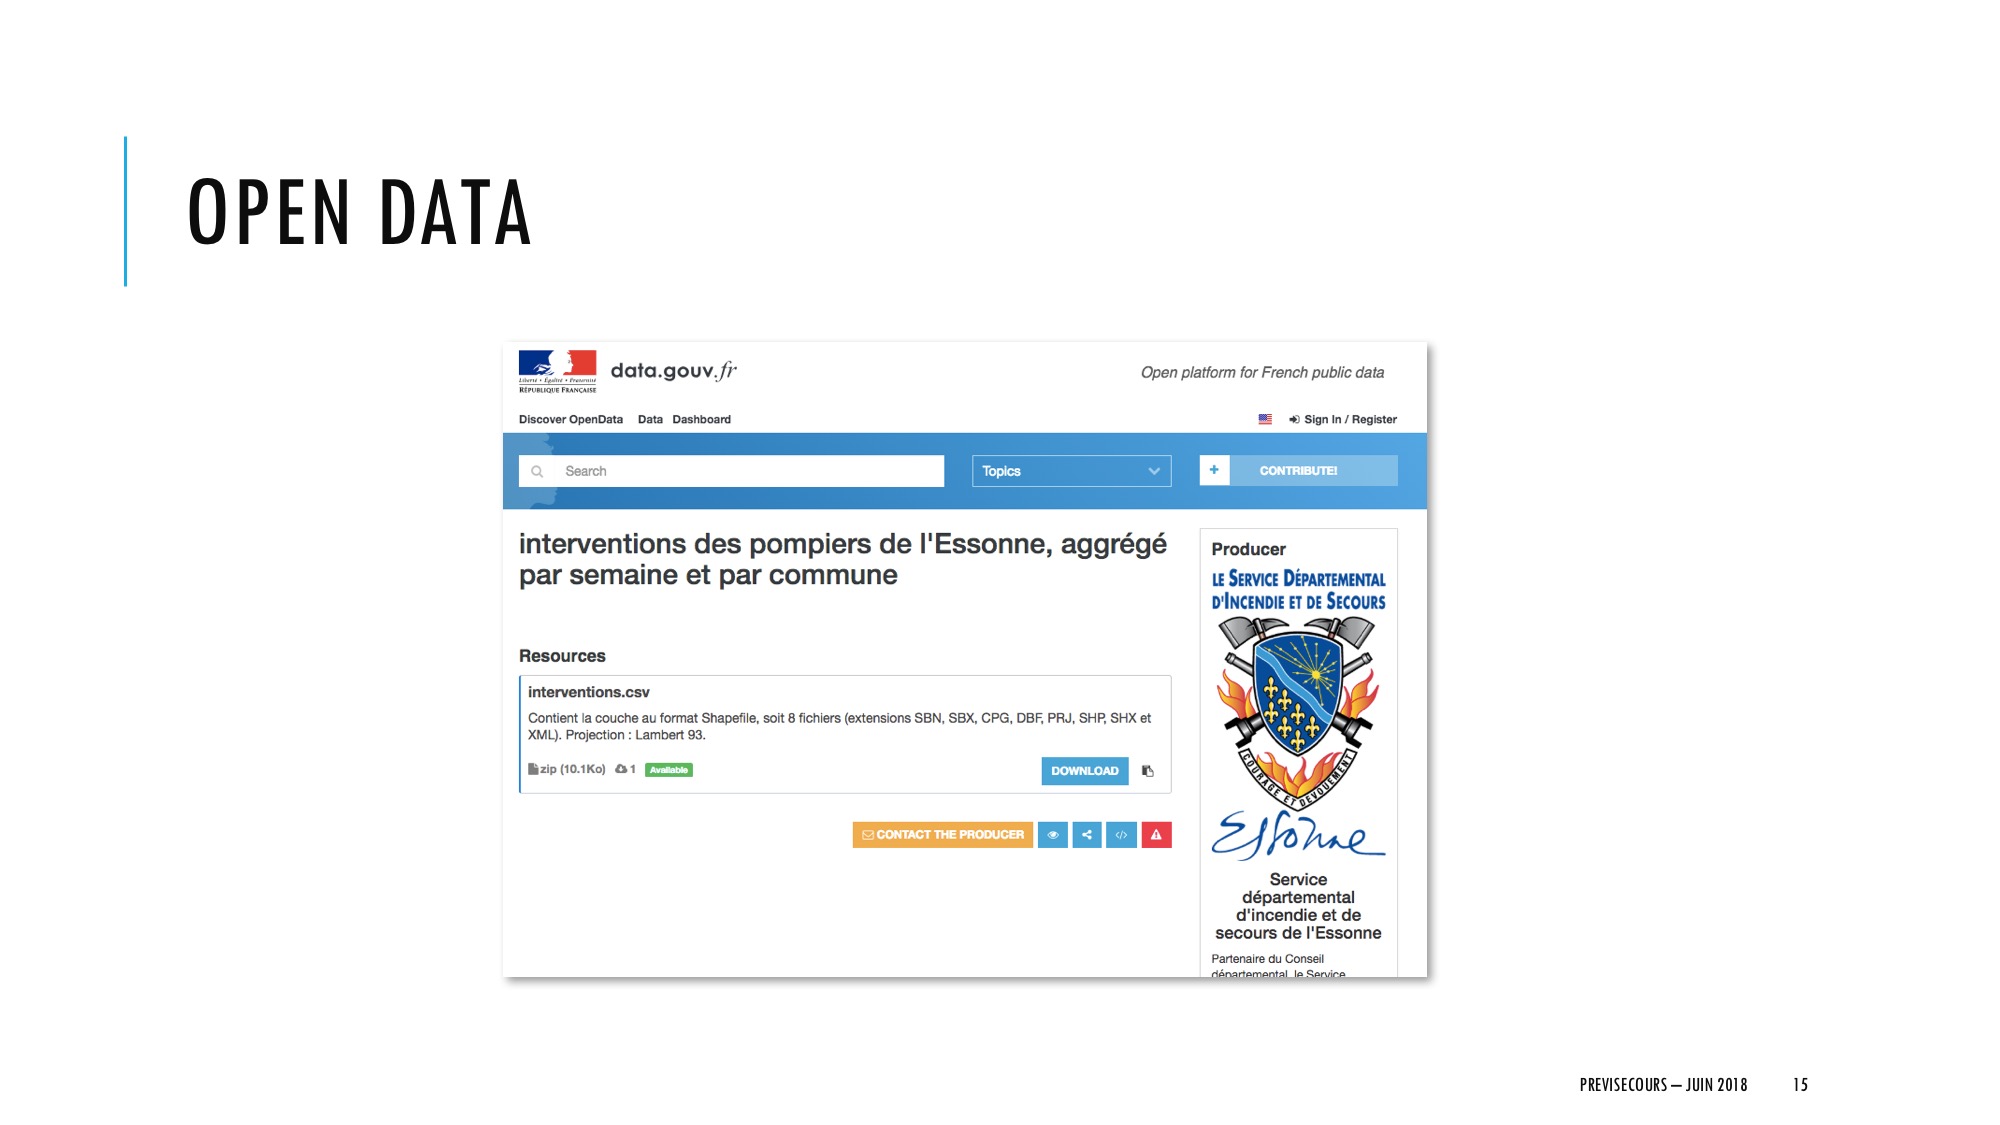 OPEN DATA
Liberté • Égalité • Fraternité
RÉPUBLIQUE FRANÇAISE
data.gouv.fr
Open platform for French public data
Discover OpenData Data Dashboard
Sign In / Register
Search
Topics
+ CONTRIBUTE!
interventions des pompiers de l'Essonne, aggrégé
par semaine et par commune
Resources
interventions.csv
Contient la couche au format Shapefile, soit 8 fichiers (extensions SBN, SBX, CPG, DBF, PRJ, SHP, SHX et
XML). Projection : Lambert 93.
zip (10.1Ko) 1 Available
DOWNLOAD
CONTACT THE PRODUCER </>
Producer
LE SERVICE DÉPARTEMENTAL
D'INCENDIE ET DE SECOURS
COURAGE ET DEVOUEMENT
Essonne
Service
départemental
d'incendie et de
secours de l'Essonne
Partenaire du Conseil
départemental, le Service
PREVISECOURS – JUIN 2018 15